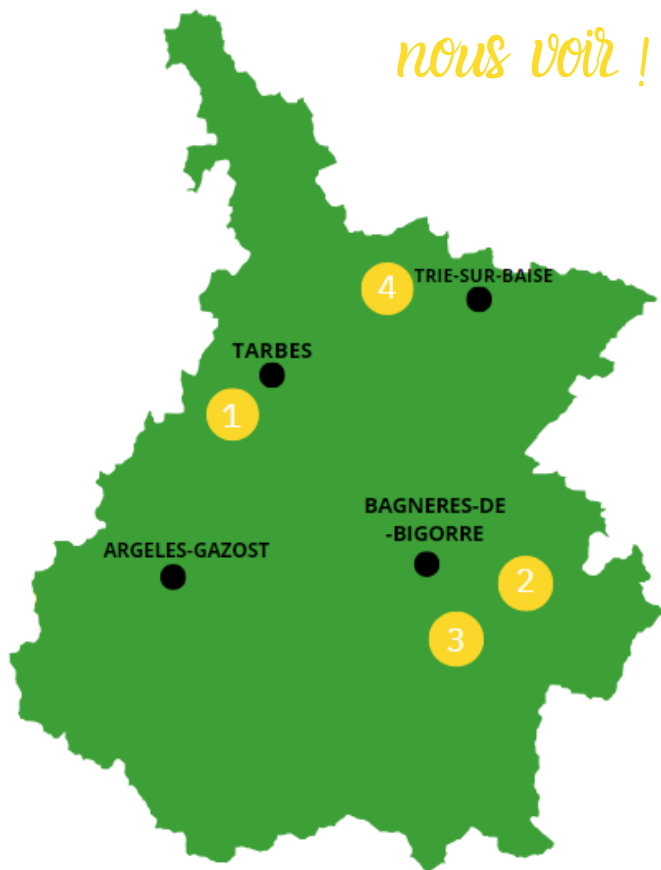 nous voir !
4
TRIE-SUR-BAISE
TARBES
1
BAGNERES-DE
-BIGORRE
ARGELES-GAZOST
2
3